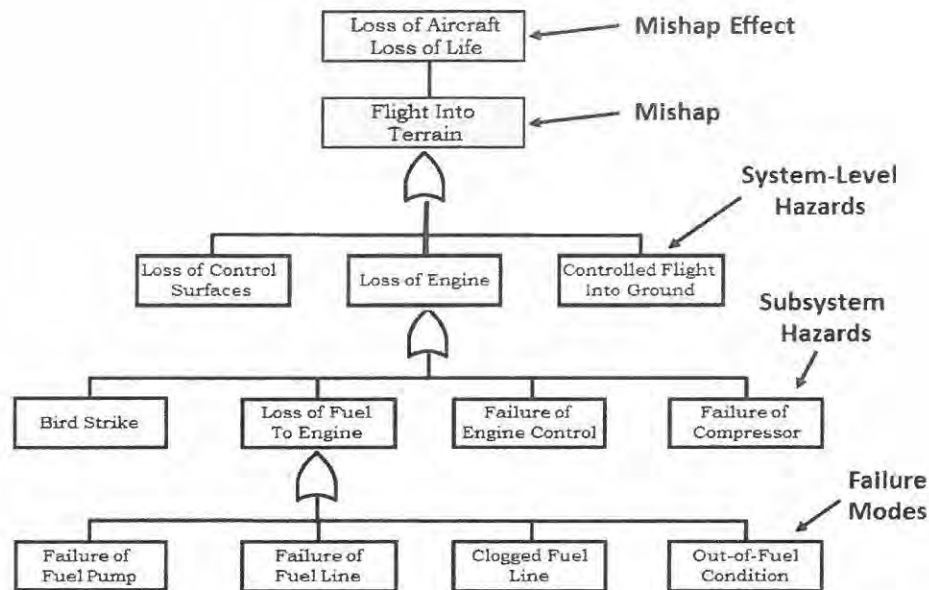 Loss of Aircraft
Loss of Life
Mishap Effect
Flight Into
Terrain
Mishap
System-Level
Hazards
Loss of Control
Surfaces
Loss of Engine
Controlled Flight
Into Ground
Subsystem
Hazards
Bird Strike
Loss of Fuel
To Engine
Failure of
Engine Control
Failure of
Compressor
Failure
Modes
Failure of
Fuel Pump
Failure of
Fuel Line
Clogged Fuel
Line
Out-of-Fuel
Condition